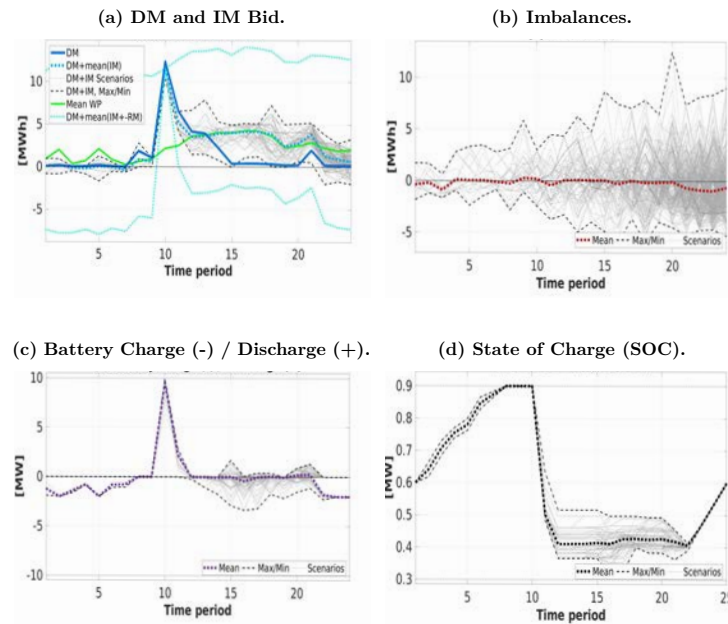 (a) DM and IM Bid.
(b) Imbalances.
[MWh]
10
5
0
-5
DM
DM+mean(IM)
DM+IM Scenarios
DM+IM, Max/Min
Mean WP
DM+mean(IM+-RM)
5
10
15
20
Time period
[MWh]
10
5
0
-5
Mean
Max/Min
Scenarios
5
10
15
20
Time period
(c) Battery Charge (-) / Discharge (+).
(d) State of Charge (SOC).
[MW]
10
5
0
-5
-10
Mean
Max/Min
Scenarios
5
10
15
20
Time period
[MW]
0.9
0.8
0.7
0.6
0.5
0.4
0.3
Mean
Max/Min
Scenarios
5
10
15
20
25
Time period